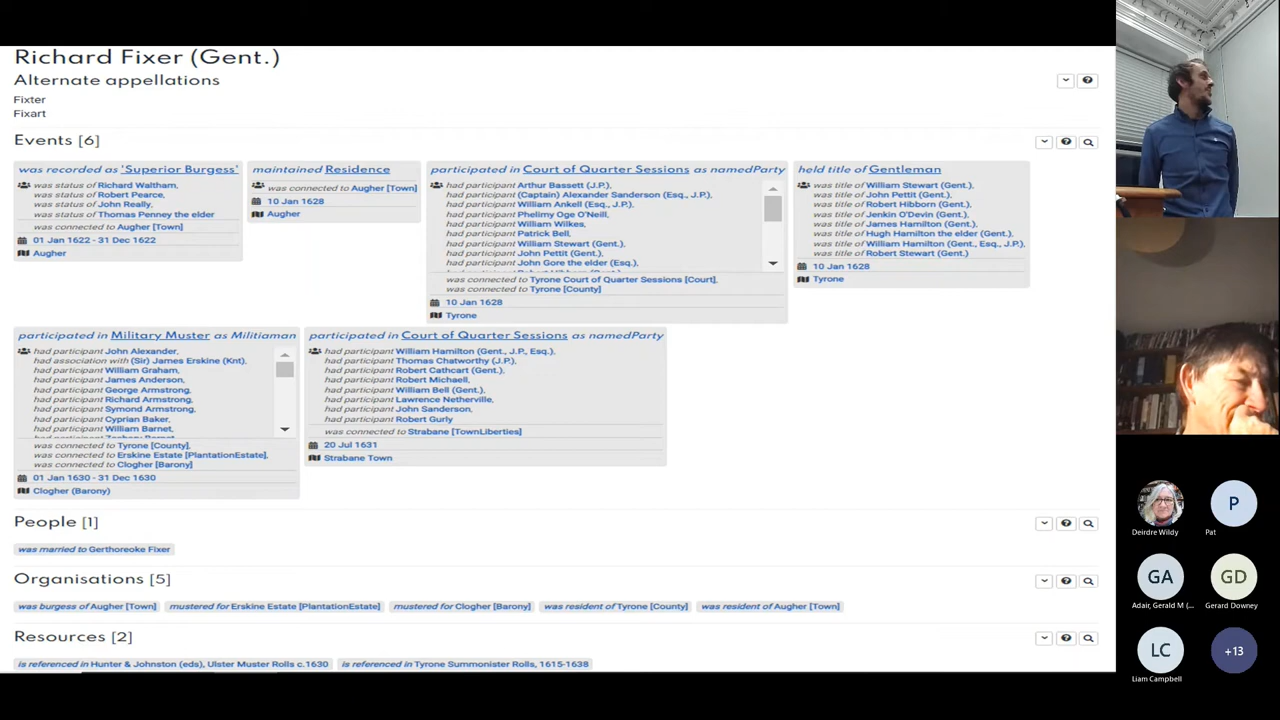 Richard Fixer (Gent.)
Alternate appellations
Fixter
Fixart
Events [6]
was recorded as 'Superior Burgess'
was status of Richard Waltham,
was status of Robert Pearce,
was status of John Really,
was status of Thomas Penney the elder
was connected to Augher [Town]
01 Jan 1622 - 31 Dec 1622
Augher
maintained Residence
was connected to Augher [Town]
10 Jan 1628
Augher
participated in Court of Quarter Sessions as namedParty
had participant Arthur Bassett (J.P.),
had participant (Captain) Alexander Sanderson (Esq., J.P.),
had participant William Ankell (Esq., J.P.),
had participant Phelimy Oge O'Neill,
had participant William Wilkes,
had participant Patrick Bell,
had participant William Stewart (Gent.),
had participant John Pettit (Gent.),
had participant John Gore the elder (Esq.),
was connected to Tyrone Court of Quarter Sessions [Court],
was connected to Tyrone [County]
10 Jan 1628
Tyrone
held title of Gentleman
was title of William Stewart (Gent.),
was title of John Pettit (Gent.),
was title of Robert Hibborn (Gent.),
was title of Jenkin O'Devin (Gent.),
was title of James Hamilton (Gent.),
was title of Hugh Hamilton the elder (Gent.),
was title of William Hamilton (Gent., Esq., J.P.),
was title of Robert Stewart (Gent.)
10 Jan 1628
Tyrone
participated in Military Muster as Militiaman
had participant John Alexander,
had association with (Sir) James Erskine (Knt),
had participant William Graham,
had participant James Anderson,
had participant George Armstrong,
had participant Richard Armstrong,
had participant Symond Armstrong,
had participant Cyprian Baker,
had participant William Barnet,
was connected to Tyrone [County],
was connected to Erskine Estate [PlantationEstate],
was connected to Clogher [Barony]
01 Jan 1630 - 31 Dec 1630
Clogher (Barony)
participated in Court of Quarter Sessions as namedParty
had participant William Hamilton (Gent., J.P., Esq.),
had participant Thomas Chatworthy (J.P.),
had participant Robert Cathcart (Gent.),
had participant Robert Michaell,
had participant William Bell (Gent.),
had participant Lawrence Netherville,
had participant John Sanderson,
had participant Robert Gurly
was connected to Strabane [TownLiberties]
20 Jul 1631
Strabane Town
People [1]
was married to Gerthoreoke Fixer
Organisations [5]
was burgess of Augher [Town] mustered for Erskine Estate [PlantationEstate] mustered for Clogher [Barony] was resident of Tyrone [County] was resident of Augher [Town]
Resources [2]
is referenced in Hunter & Johnston (eds), Ulster Muster Rolls c.1630 is referenced in Tyrone Summonister Rolls, 1615-1638
P
Deirdre Wildy Pat
GA GD
Adair, Gerald M (... Gerard Downey
LC +13
Liam Campbell